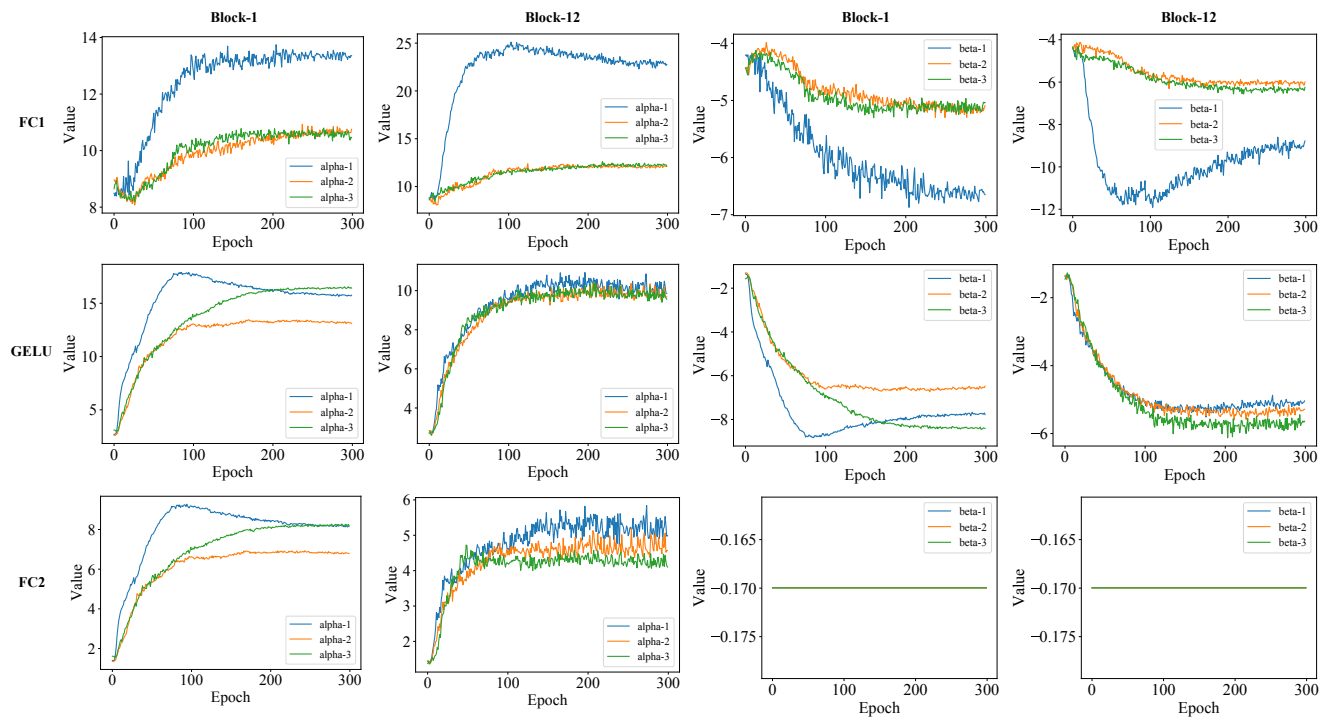 Block-1
Block-12
Block-1
Block-12
FC1
Value
14
12
10
8
alpha-1
alpha-2
alpha-3
0
100
200
300
Epoch
Value
25
20
15
10
alpha-1
alpha-2
alpha-3
0
100
200
300
Epoch
Value
−4
−5
−6
−7
beta-1
beta-2
beta-3
0
100
200
300
Epoch
Value
−4
−6
−8
−10
−12
beta-1
beta-2
beta-3
0
100
200
300
Epoch
GELU
Value
15
10
5
alpha-1
alpha-2
alpha-3
0
100
200
300
Epoch
Value
10
8
6
4
alpha-1
alpha-2
alpha-3
0
100
200
300
Epoch
Value
−2
−4
−6
−8
beta-1
beta-2
beta-3
0
100
200
300
Epoch
Value
−2
−4
−6
beta-1
beta-2
beta-3
0
100
200
300
Epoch
FC2
Value
8
6
4
2
alpha-1
alpha-2
alpha-3
0
100
200
300
Epoch
Value
6
5
4
3
2
alpha-1
alpha-2
alpha-3
0
100
200
300
Epoch
Value
−0.165
−0.170
−0.175
beta-1
beta-2
beta-3
0
100
200
300
Epoch
Value
−0.165
−0.170
−0.175
beta-1
beta-2
beta-3
0
100
200
300
Epoch